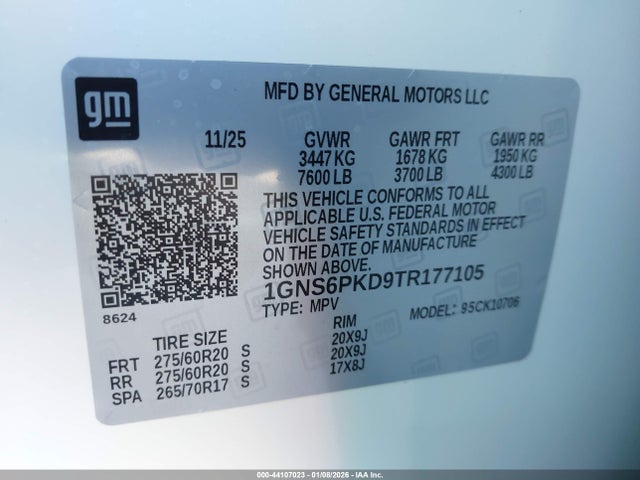 gm
MFD BY GENERAL MOTORS LLC
11/25 GVWR GAWR FRT GAWR RR
3447 KG 1678 KG 1950 KG
7600 LB 3700 LB 4300 LB
THIS VEHICLE CONFORMS TO ALL
APPLICABLE U.S. FEDERAL MOTOR
VEHICLE SAFETY STANDARDS IN EFFECT
ON THE DATE OF MANUFACTURE
SHOWN ABOVE.
1GNS6PKD9TR177105
TYPE: MPV MODEL: 95CK10706
8624
TIRE SIZE RIM
FRT 275/60R20 S 20X9J
RR 275/60R20 S 20X9J
SPA 265/70R17 S 17X8J
000-44107023 — 01/08/2026 — IAA Inc.